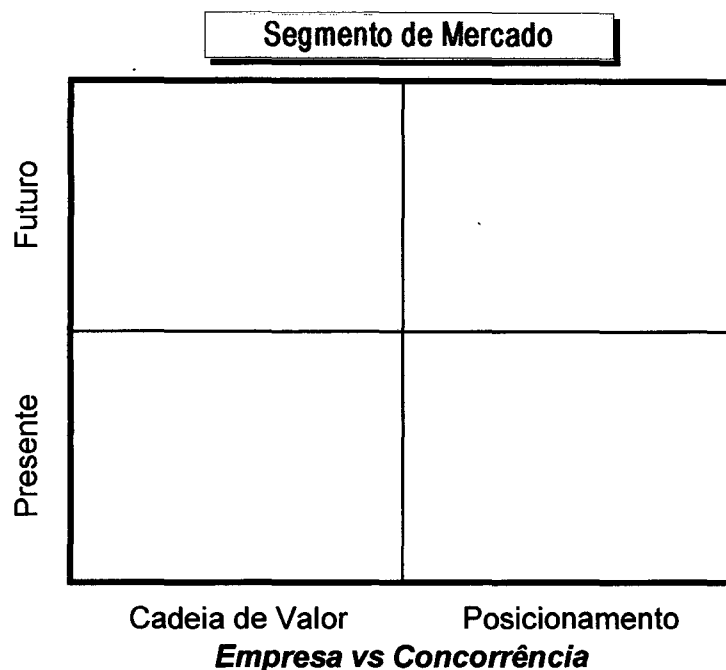 Segmento de Mercado
Futuro
Presente
Cadeia de Valor
Posicionamento
Empresa vs Concorrência